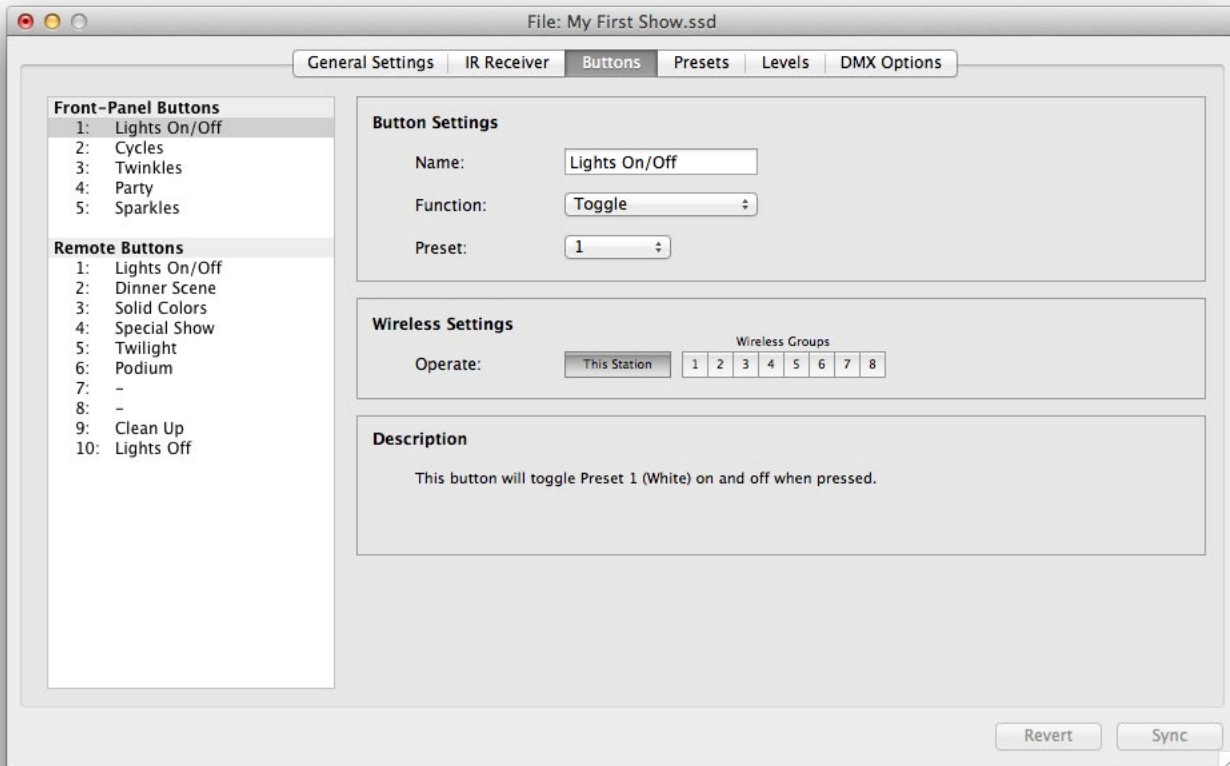 File: My First Show.ssd
General Settings IR Receiver Buttons Presets Levels DMX Options
Front-Panel Buttons
1: Lights On/Off
2: Cycles
3: Twinkles
4: Party
5: Sparkles
Remote Buttons
1: Lights On/Off
2: Dinner Scene
3: Solid Colors
4: Special Show
5: Twilight
6: Podium
7: –
8: –
9: Clean Up
10: Lights Off
Button Settings
Name: Lights On/Off
Function: Toggle
Preset: 1
Wireless Settings
Wireless Groups
Operate: This Station 1 2 3 4 5 6 7 8
Description
This button will toggle Preset 1 (White) on and off when pressed.
Revert Sync